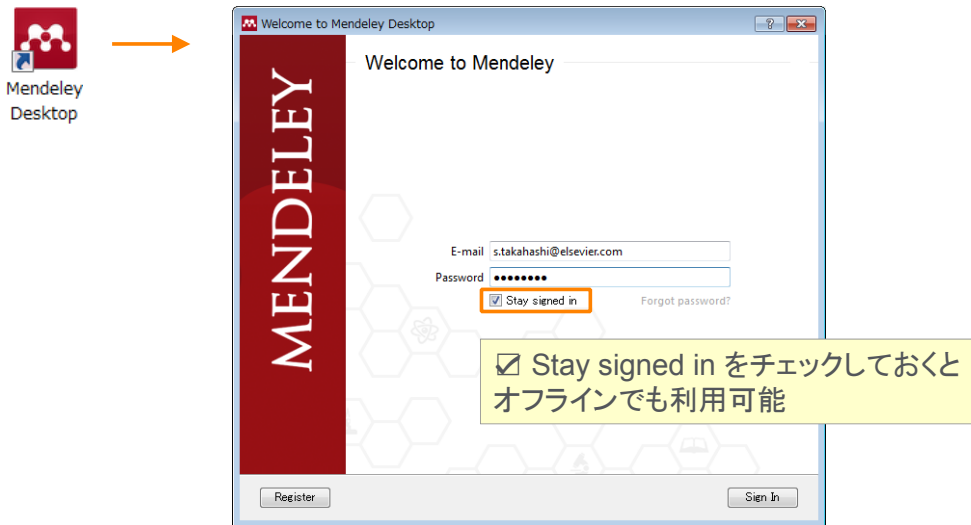 Mendeley
Desktop
Welcome to Mendeley Desktop
Welcome to Mendeley
MENDELEY
E-mail s.takahashi@elsevier.com
Password ●●●●●●●●
Stay signed in Forgot password?
☑ Stay signed in をチェックしておくと
オフラインでも利用可能
Register Sign In